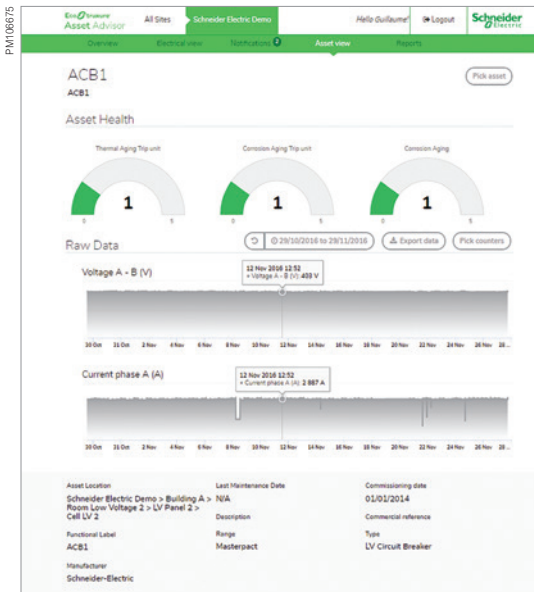 PM106675
EcoStruxure
Asset Advisor
All Sites
Schneider Electric Demo
Hello Guillaume!
Logout
Schneider Electric
Overview
Electrical view
Notifications 2
Asset view
Reports
ACB1
ACB1
Pick asset
Asset Health
Thermal Aging Trip unit
Corrosion Aging Trip unit
Corrosion Aging
1
1
1
0 5
0 5
0 5
Raw Data
29/10/2016 to 29/11/2016
Export data
Pick counters
Voltage A - B (V)
12 Nov 2016 12:52
• Voltage A - B (V): 403 V
30 Oct 31 Oct 2 Nov 4 Nov 6 Nov 8 Nov 10 Nov 12 Nov 14 Nov 16 Nov 18 Nov 20 Nov 22 Nov 24 Nov 26 Nov 28 ...
Current phase A (A)
12 Nov 2016 12:52
• Current phase A (A): 2 887 A
30 Oct 31 Oct 2 Nov 4 Nov 6 Nov 8 Nov 10 Nov 12 Nov 14 Nov 16 Nov 18 Nov 20 Nov 22 Nov 24 Nov 26 Nov 28 ...
Asset Location
Schneider Electric Demo > Building A >
Room Low Voltage 2 > LV Panel 2 >
Cell LV 2
Last Maintenance Date
N/A
Commissioning date
01/01/2014
Description
Commercial reference
Functional Label
ACB1
Range
Masterpact
Type
LV Circuit Breaker
Manufacturer
Schneider-Electric